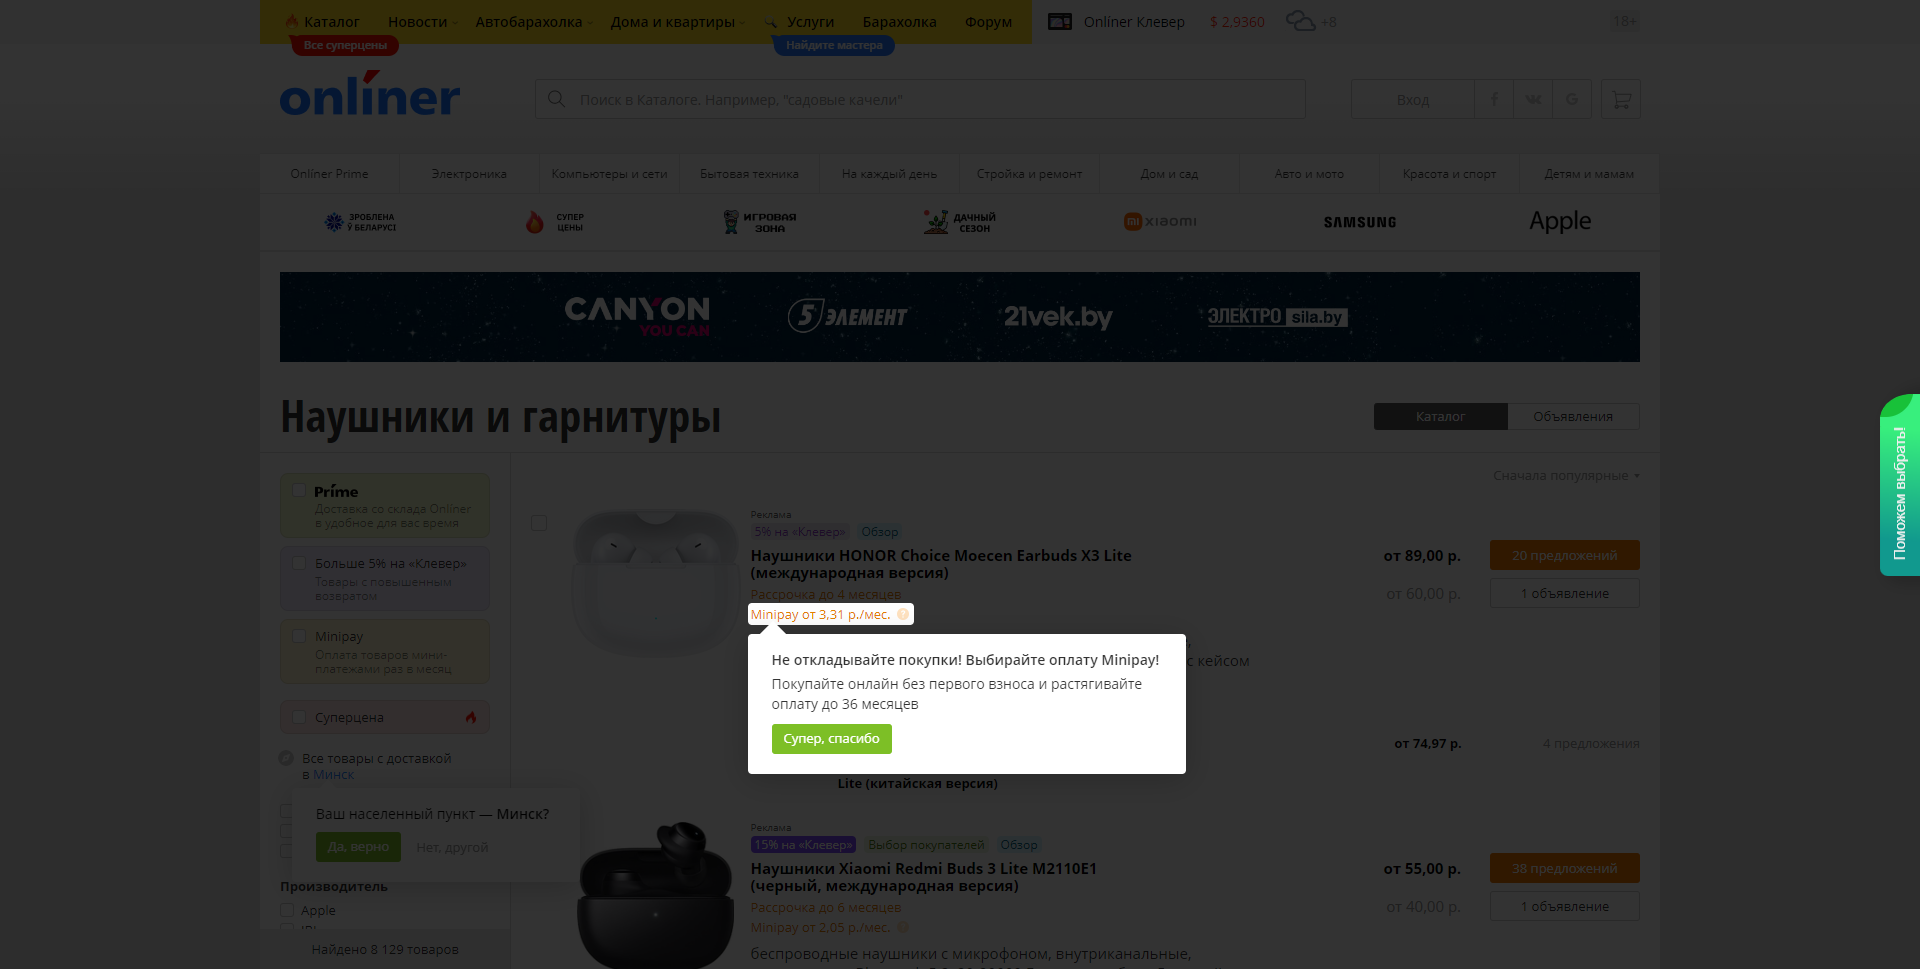 Каталог Новости Автобарахолка Дома и квартиры Услуги Барахолка Форум Onlíner Клевер $ 2,9360 +8 18+
Все суперцены Найдите мастера
onlíner
Поиск в Каталоге. Например, "садовые качели"
Вход f G
Onlíner Prime Электроника Компьютеры и сети Бытовая техника На каждый день Стройка и ремонт Дом и сад Авто и мото Красота и спорт Детям и мамам
ЗРОБЛЕНА
Ў БЕЛАРУСІ
СУПЕР
ЦЕНЫ
ИГРОВАЯ
ЗОНА
ДАЧНЫЙ
СЕЗОН
mi xiaomi
SAMSUNG
Apple
CANYON
YOU CAN
5 ЭЛЕМЕНТ
21vek.by
ЭЛЕКТРО sila.by
Наушники и гарнитуры
Каталог Объявления
Сначала популярные
Príme
Доставка со склада Onlíner
в удобное для вас время
Больше 5% на «Клевер»
Товары с повышенным
возвратом
Minipay
Оплата товаров мини-
платежами раз в месяц
Суперцена
Все товары с доставкой
в Минск
Ваш населенный пункт — Минск?
Да, верно Нет, другой
Производитель
Apple
Найдено 8 129 товаров
Реклама
5% на «Клевер» Обзор
Наушники HONOR Choice Moecen Earbuds X3 Lite
(международная версия)
Рассрочка до 4 месяцев
Minipay от 3,31 р./мес. ?
от 89,00 р. 20 предложений
от 60,00 р. 1 объявление
с кейсом
Не откладывайте покупки! Выбирайте оплату Minipay!
Покупайте онлайн без первого взноса и растягивайте
оплату до 36 месяцев
Супер, спасибо
от 74,97 р. 4 предложения
Lite (китайская версия)
Реклама
15% на «Клевер» Выбор покупателей Обзор
Наушники Xiaomi Redmi Buds 3 Lite M2110E1
(черный, международная версия)
Рассрочка до 6 месяцев
Minipay от 2,05 р./мес. ?
от 55,00 р. 38 предложений
от 40,00 р. 1 объявление
беспроводные наушники с микрофоном, внутриканальные,
Поможем выбрать!